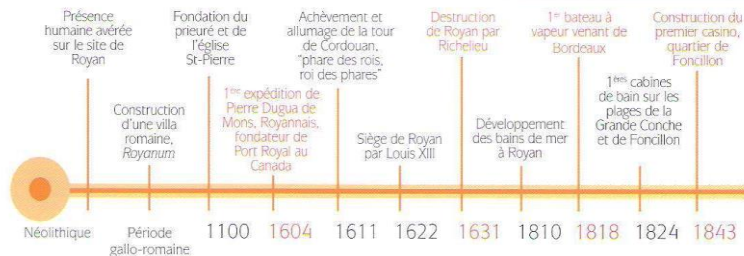 Présence
humaine avérée
sur le site de
Royan
Construction
d'une villa
romaine,
Royanum
Fondation du
prieuré et de
l'église
St-Pierre
1ère expédition de
Pierre Dugua de
Mons, Royannais,
fondateur de
Port Royal au
Canada
Achèvement et
allumage de la tour
de Cordouan,
"phare des rois,
roi des phares"
Siège de Royan
par Louis XIII
Destruction
de Royan par
Richelieu
Développement
des bains de mer
à Royan
1er bateau à
vapeur venant de
Bordeaux
1ères cabines
de bain sur les
plages de la
Grande Conche
et de Foncillon
Construction du
premier casino,
quartier de
Foncillon
Néolithique
Période
gallo-romaine
1100
1604
1611
1622
1631
1810
1818
1824
1843